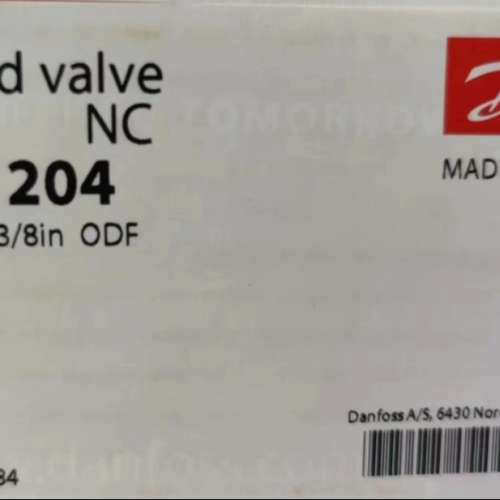 d valve
NC
204
3/8in ODF
MAD
Danfoss A/S, 6430 Nor
84